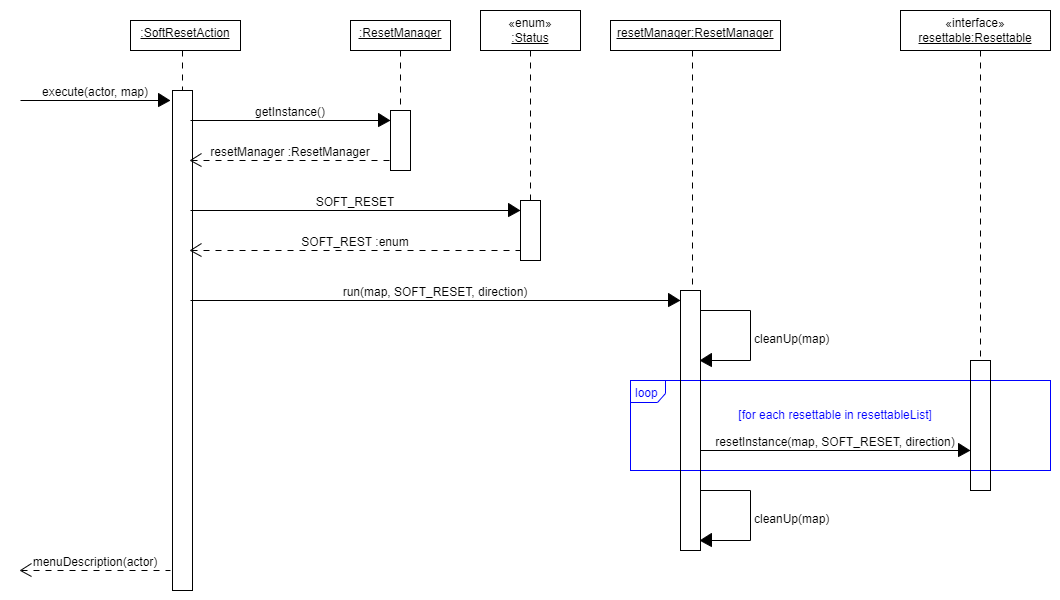 :SoftResetAction
:ResetManager
«enum»
:Status
resetManager:ResetManager
«interface»
resettable:Resettable
execute(actor, map)
getInstance()
resetManager :ResetManager
SOFT_RESET
SOFT_REST :enum
run(map, SOFT_RESET, direction)
cleanUp(map)
loop
[for each resettable in resettableList]
resetInstance(map, SOFT_RESET, direction)
cleanUp(map)
menuDescription(actor)